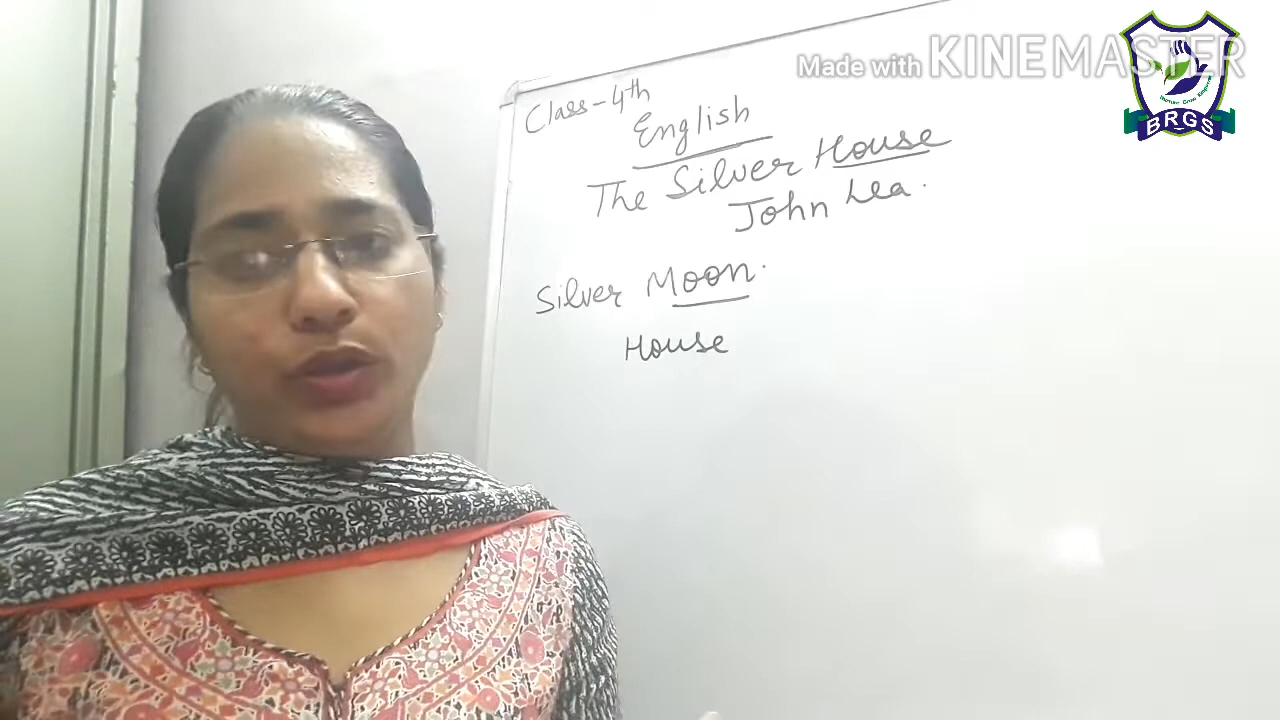 Made with KINEMASTER
BRGS
Class-4th
English
The Silver House
John Lea.
Silver Moon.
House